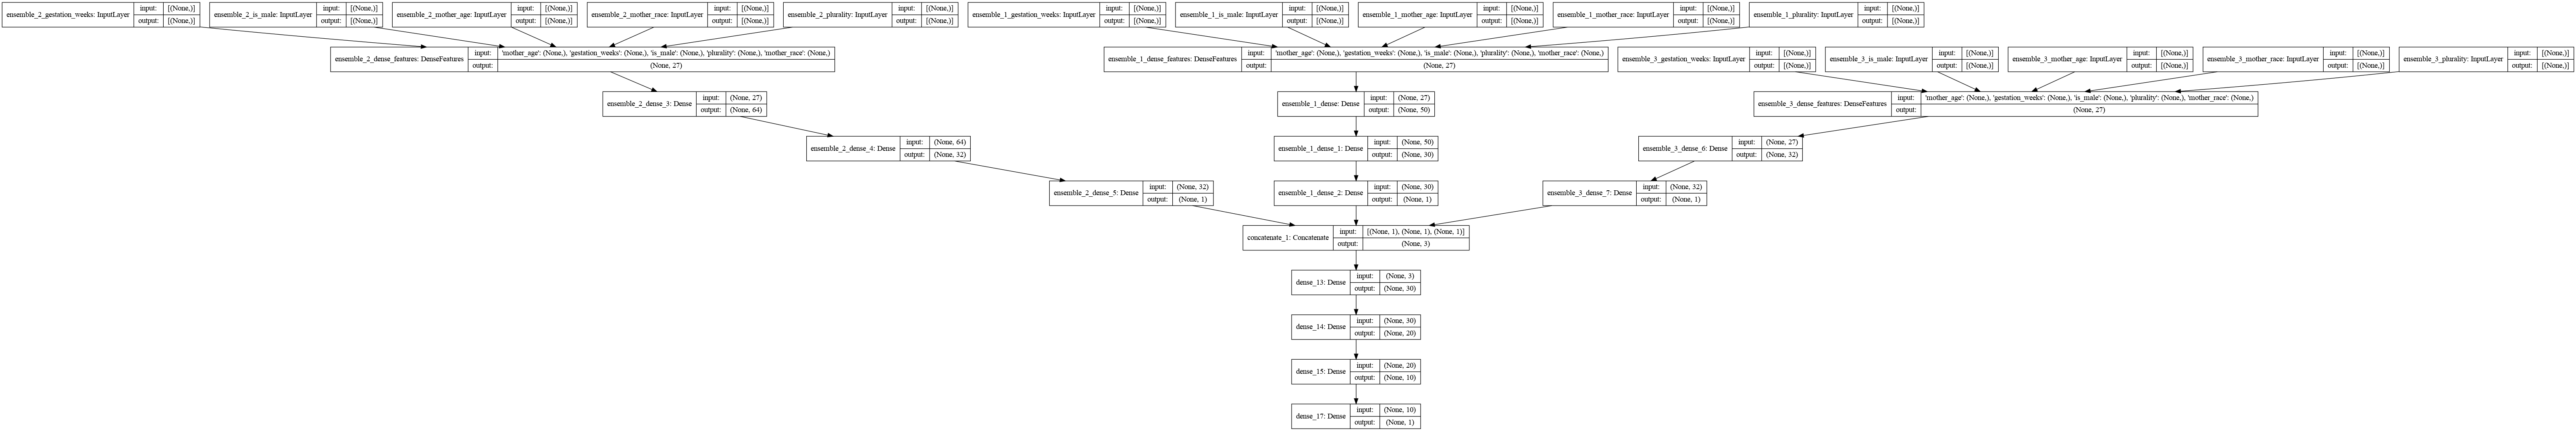 ensemble_2_gestation_weeks: InputLayer input: [(None,)] output: [(None,)]
ensemble_2_is_male: InputLayer input: [(None,)] output: [(None,)]
ensemble_2_mother_age: InputLayer input: [(None,)] output: [(None,)]
ensemble_2_mother_race: InputLayer input: [(None,)] output: [(None,)]
ensemble_2_plurality: InputLayer input: [(None,)] output: [(None,)]
ensemble_1_gestation_weeks: InputLayer input: [(None,)] output: [(None,)]
ensemble_1_is_male: InputLayer input: [(None,)] output: [(None,)]
ensemble_1_mother_age: InputLayer input: [(None,)] output: [(None,)]
ensemble_1_mother_race: InputLayer input: [(None,)] output: [(None,)]
ensemble_1_plurality: InputLayer input: [(None,)] output: [(None,)]
ensemble_2_dense_features: DenseFeatures input: 'mother_age': (None,), 'gestation_weeks': (None,), 'is_male': (None,), 'plurality': (None,), 'mother_race': (None,) output: (None, 27)
ensemble_1_dense_features: DenseFeatures input: 'mother_age': (None,), 'gestation_weeks': (None,), 'is_male': (None,), 'plurality': (None,), 'mother_race': (None,) output: (None, 27)
ensemble_3_gestation_weeks: InputLayer input: [(None,)] output: [(None,)]
ensemble_3_is_male: InputLayer input: [(None,)] output: [(None,)]
ensemble_3_mother_age: InputLayer input: [(None,)] output: [(None,)]
ensemble_3_mother_race: InputLayer input: [(None,)] output: [(None,)]
ensemble_3_plurality: InputLayer input: [(None,)] output: [(None,)]
ensemble_2_dense_3: Dense input: (None, 27) output: (None, 64)
ensemble_1_dense: Dense input: (None, 27) output: (None, 50)
ensemble_3_dense_features: DenseFeatures input: 'mother_age': (None,), 'gestation_weeks': (None,), 'is_male': (None,), 'plurality': (None,), 'mother_race': (None,) output: (None, 27)
ensemble_2_dense_4: Dense input: (None, 64) output: (None, 32)
ensemble_1_dense_1: Dense input: (None, 50) output: (None, 30)
ensemble_3_dense_6: Dense input: (None, 27) output: (None, 32)
ensemble_2_dense_5: Dense input: (None, 32) output: (None, 1)
ensemble_1_dense_2: Dense input: (None, 30) output: (None, 1)
ensemble_3_dense_7: Dense input: (None, 32) output: (None, 1)
concatenate_1: Concatenate input: [(None, 1), (None, 1), (None, 1)] output: (None, 3)
dense_13: Dense input: (None, 3) output: (None, 30)
dense_14: Dense input: (None, 30) output: (None, 20)
dense_15: Dense input: (None, 20) output: (None, 10)
dense_17: Dense input: (None, 10) output: (None, 1)